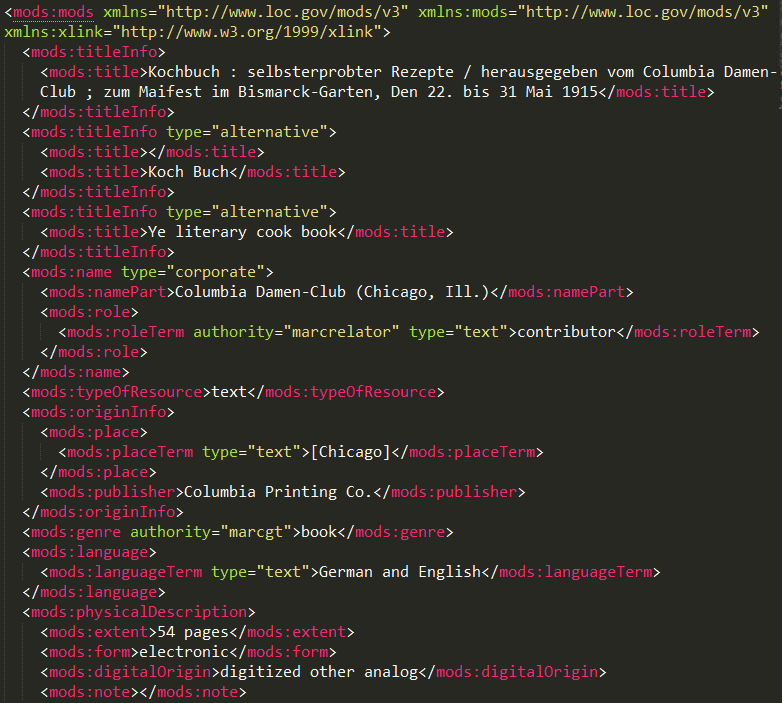 <mods:mods xmlns="http://www.loc.gov/mods/v3" xmlns:mods="http://www.loc.gov/mods/v3"
xmlns:xlink="http://www.w3.org/1999/xlink">
<mods:titleInfo>
<mods:title>Kochbuch : selbsterprobter Rezepte / herausgegeben vom Columbia Damen-
Club ; zum Maifest im Bismarck-Garten, Den 22. bis 31 Mai 1915</mods:title>
</mods:titleInfo>
<mods:titleInfo type="alternative">
<mods:title></mods:title>
<mods:title>Koch Buch</mods:title>
</mods:titleInfo>
<mods:titleInfo type="alternative">
<mods:title>Ye literary cook book</mods:title>
</mods:titleInfo>
<mods:name type="corporate">
<mods:namePart>Columbia Damen-Club (Chicago, Ill.)</mods:namePart>
<mods:role>
<mods:roleTerm authority="marcrelator" type="text">contributor</mods:roleTerm>
</mods:role>
</mods:name>
<mods:typeOfResource>text</mods:typeOfResource>
<mods:originInfo>
<mods:place>
<mods:placeTerm type="text">[Chicago]</mods:placeTerm>
</mods:place>
<mods:publisher>Columbia Printing Co.</mods:publisher>
</mods:originInfo>
<mods:genre authority="marcgt">book</mods:genre>
<mods:language>
<mods:languageTerm type="text">German and English</mods:languageTerm>
</mods:language>
<mods:physicalDescription>
<mods:extent>54 pages</mods:extent>
<mods:form>electronic</mods:form>
<mods:digitalOrigin>digitized other analog</mods:digitalOrigin>
<mods:note></mods:note>